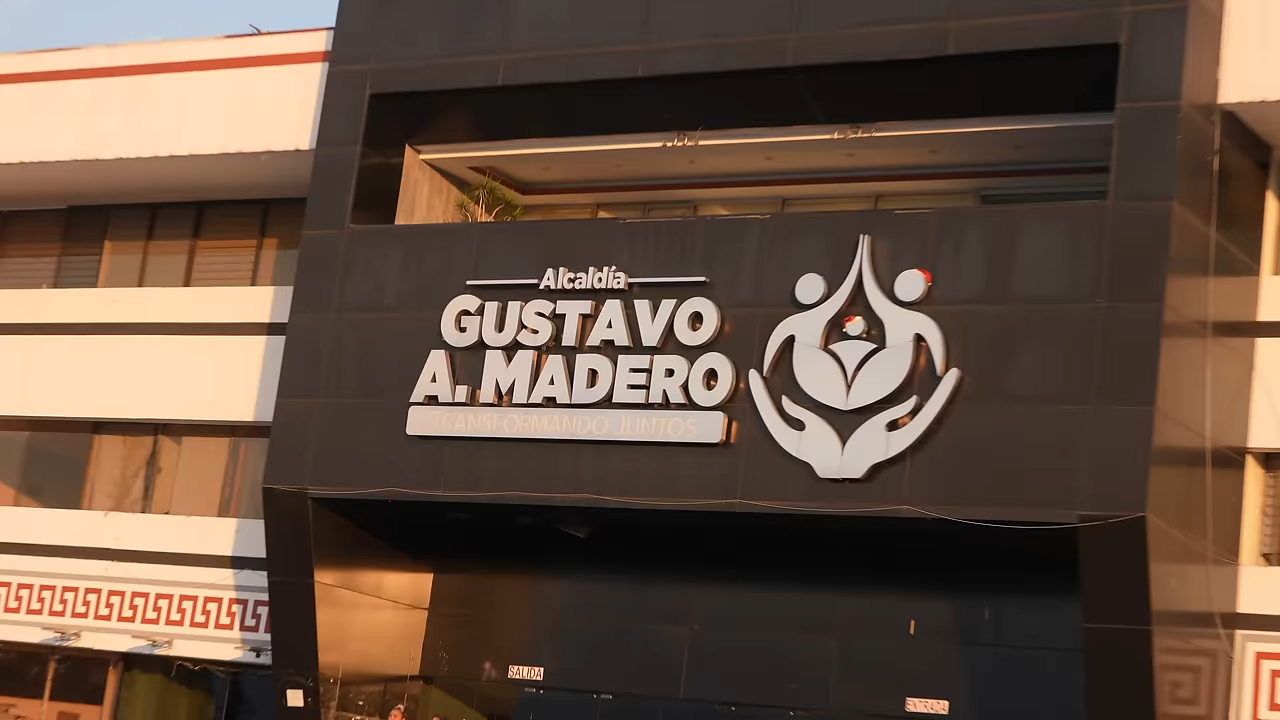 Alcaldía
GUSTAVO
A. MADERO
TRANSFORMANDO JUNTOS
SALIDA
ENTRADA